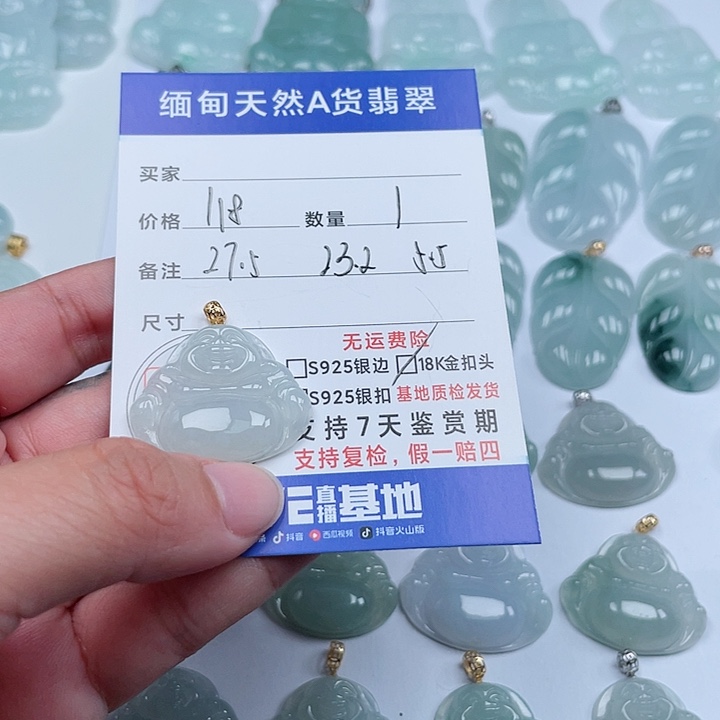 缅甸天然A货翡翠
买家
价格 118 数量 1
备注 27.5 23.2 5.5
尺寸
无运费险
S925银边 18K金扣头
S925银扣 基地质检发货
支持7天鉴赏期
支持复检，假一赔四
直播基地
抖音 西瓜视频 抖音火山版